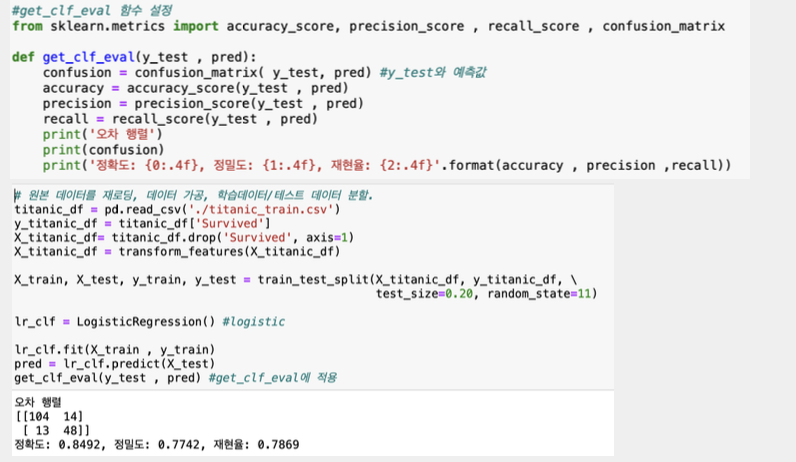 #get_clf_eval 함수 설정
from sklearn.metrics import accuracy_score, precision_score , recall_score , confusion_matrix
def get_clf_eval(y_test , pred):
    confusion = confusion_matrix( y_test, pred) #y_test와 예측값
    accuracy = accuracy_score(y_test , pred)
    precision = precision_score(y_test , pred)
    recall = recall_score(y_test , pred)
    print('오차 행렬')
    print(confusion)
    print('정확도: {0:.4f}, 정밀도: {1:.4f}, 재현율: {2:.4f}'.format(accuracy , precision ,recall))
# 원본 데이터를 재로딩, 데이터 가공, 학습데이터/테스트 데이터 분할.
titanic_df = pd.read_csv('./titanic_train.csv')
y_titanic_df = titanic_df['Survived']
X_titanic_df= titanic_df.drop('Survived', axis=1)
X_titanic_df = transform_features(X_titanic_df)
X_train, X_test, y_train, y_test = train_test_split(X_titanic_df, y_titanic_df, \
                                                    test_size=0.20, random_state=11)
lr_clf = LogisticRegression() #logistic
lr_clf.fit(X_train , y_train)
pred = lr_clf.predict(X_test)
get_clf_eval(y_test , pred) #get_clf_eval에 적용
오차 행렬
[[104  14]
 [ 13  48]]
정확도: 0.8492, 정밀도: 0.7742, 재현율: 0.7869